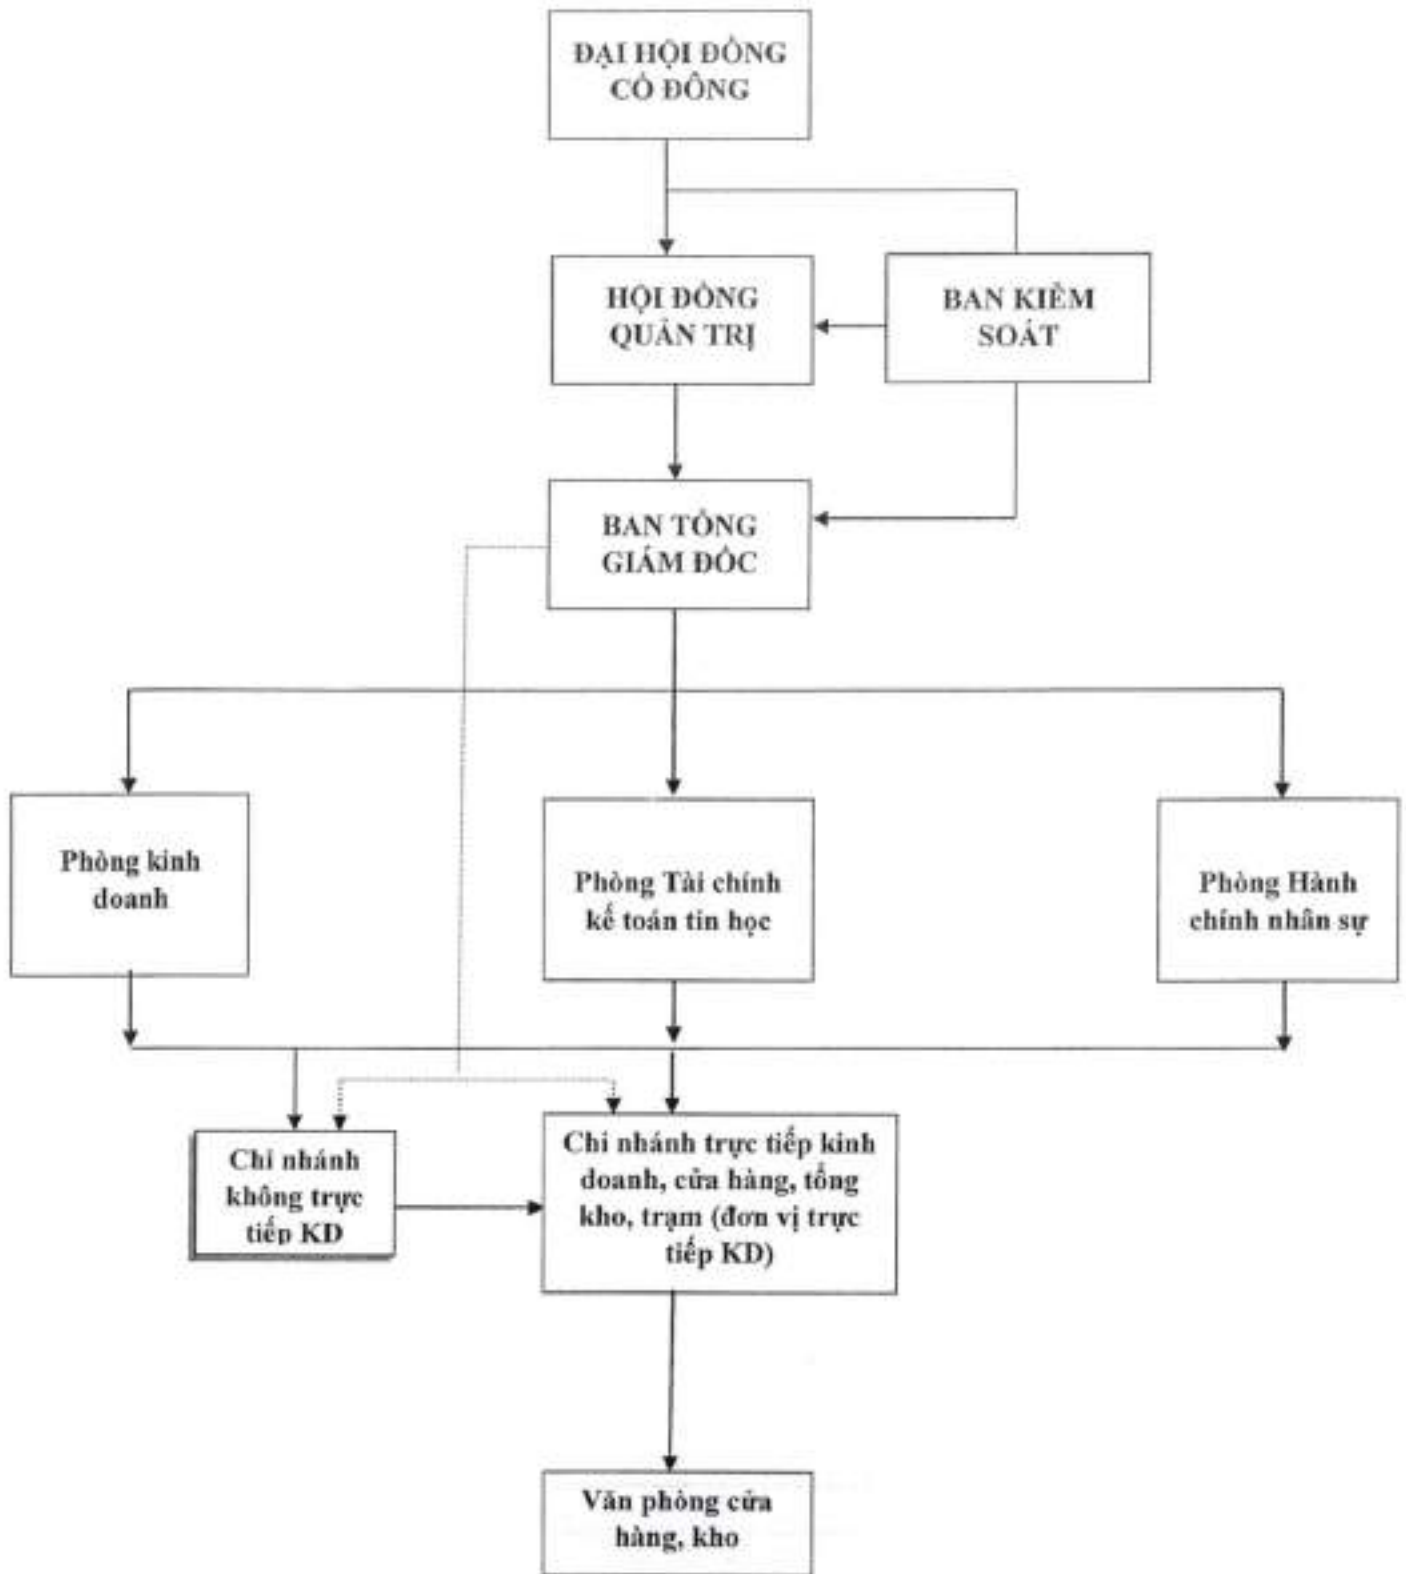 ĐẠI HỘI ĐỒNG
CỔ ĐÔNG
HỘI ĐỒNG
QUẢN TRỊ
BAN KIỂM
SOÁT
BAN TỔNG
GIÁM ĐỐC
Phòng kinh
doanh
Phòng Tài chính
kế toán tin học
Phòng Hành
chính nhân sự
Chi nhánh
không trực
tiếp KD
Chi nhánh trực tiếp kinh
doanh, cửa hàng, tổng
kho, trạm (đơn vị trực
tiếp KD)
Văn phòng cửa
hàng, kho